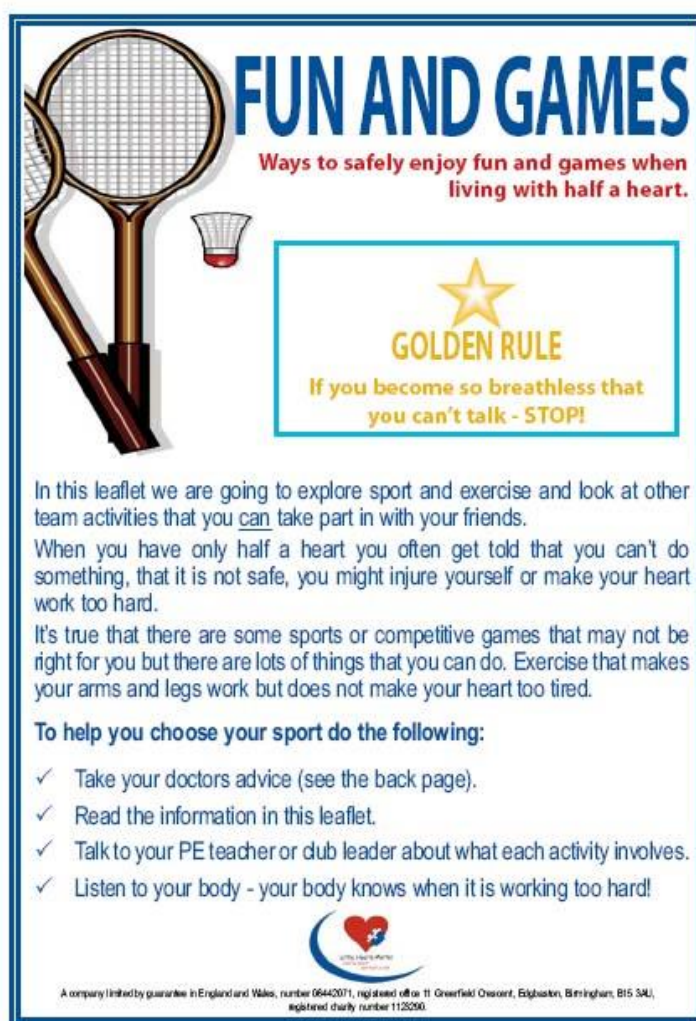 FUN AND GAMES
Ways to safely enjoy fun and games when
living with half a heart.
GOLDEN RULE
If you become so breathless that
you can't talk - STOP!
In this leaflet we are going to explore sport and exercise and look at other
team activities that you can take part in with your friends.
When you have only half a heart you often get told that you can't do
something, that it is not safe, you might injure yourself or make your heart
work too hard.
It's true that there are some sports or competitive games that may not be
right for you but there are lots of things that you can do. Exercise that makes
your arms and legs work but does not make your heart too tired.
To help you choose your sport do the following:
✓ Take your doctors advice (see the back page).
✓ Read the information in this leaflet.
✓ Talk to your PE teacher or club leader about what each activity involves.
✓ Listen to your body - your body knows when it is working too hard!
Little Hearts Matter
A company limited by guarantee in England and Wales, number 06442071, registered office 11 Greenfield Crescent, Edgbaston, Birmingham, B15 3AU,
registered charity number 1123290.